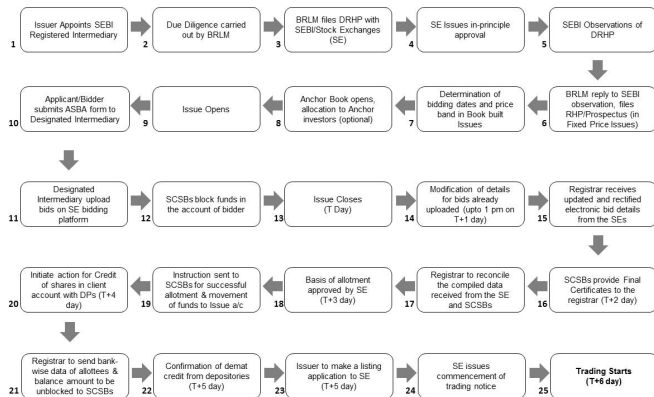 Issuer Appoints SEBI
Registered Intermediary
1
Due Diligence carried
out by BRLM
2
BRLM files DRHP with
SEBI/Stock Exchanges
(SE)
3
SE Issues in-principle
approval
4
SEBI Observations of
DRHP
5
BRLM reply to SEBI
observation, files
RHP/Prospectus (in
Fixed Price Issues)
6
Determination of
bidding dates and price
band in Book built
Issues
7
Anchor Book opens,
allocation to Anchor
investors (optional)
8
Issue Opens
9
Applicant/Bidder
submits ASBA form to
Designated Intermediary
10
Designated
Intermediary upload
bids on SE bidding
platform
11
SCSBs block funds in
the account of bidder
12
Issue Closes
(T Day)
13
Modification of details
for bids already
uploaded (upto 1 pm on
T+1 day)
14
Registrar receives
updated and rectified
electronic bid details
from the SEs
15
SCSBs provide Final
Certificates to the
registrar (T+2 day)
16
Registrar to reconcile
the compiled data
received from the SE
and SCSBs
17
Basis of allotment
approved by SE
(T+3 day)
18
Instruction sent to
SCSBs for successful
allotment & movement
of funds to Issue a/c
19
Initiate action for Credit
of shares in client
account with DPs (T+4
day)
20
Registrar to send bank-
wise data of allottees &
balance amount to be
unblocked to SCSBs
21
Confirmation of demat
credit from depositories
(T+5 day)
22
Issuer to make a listing
application to SE
(T+5 day)
23
SE issues
commencement of
trading notice
24
Trading Starts
(T+6 day)
25